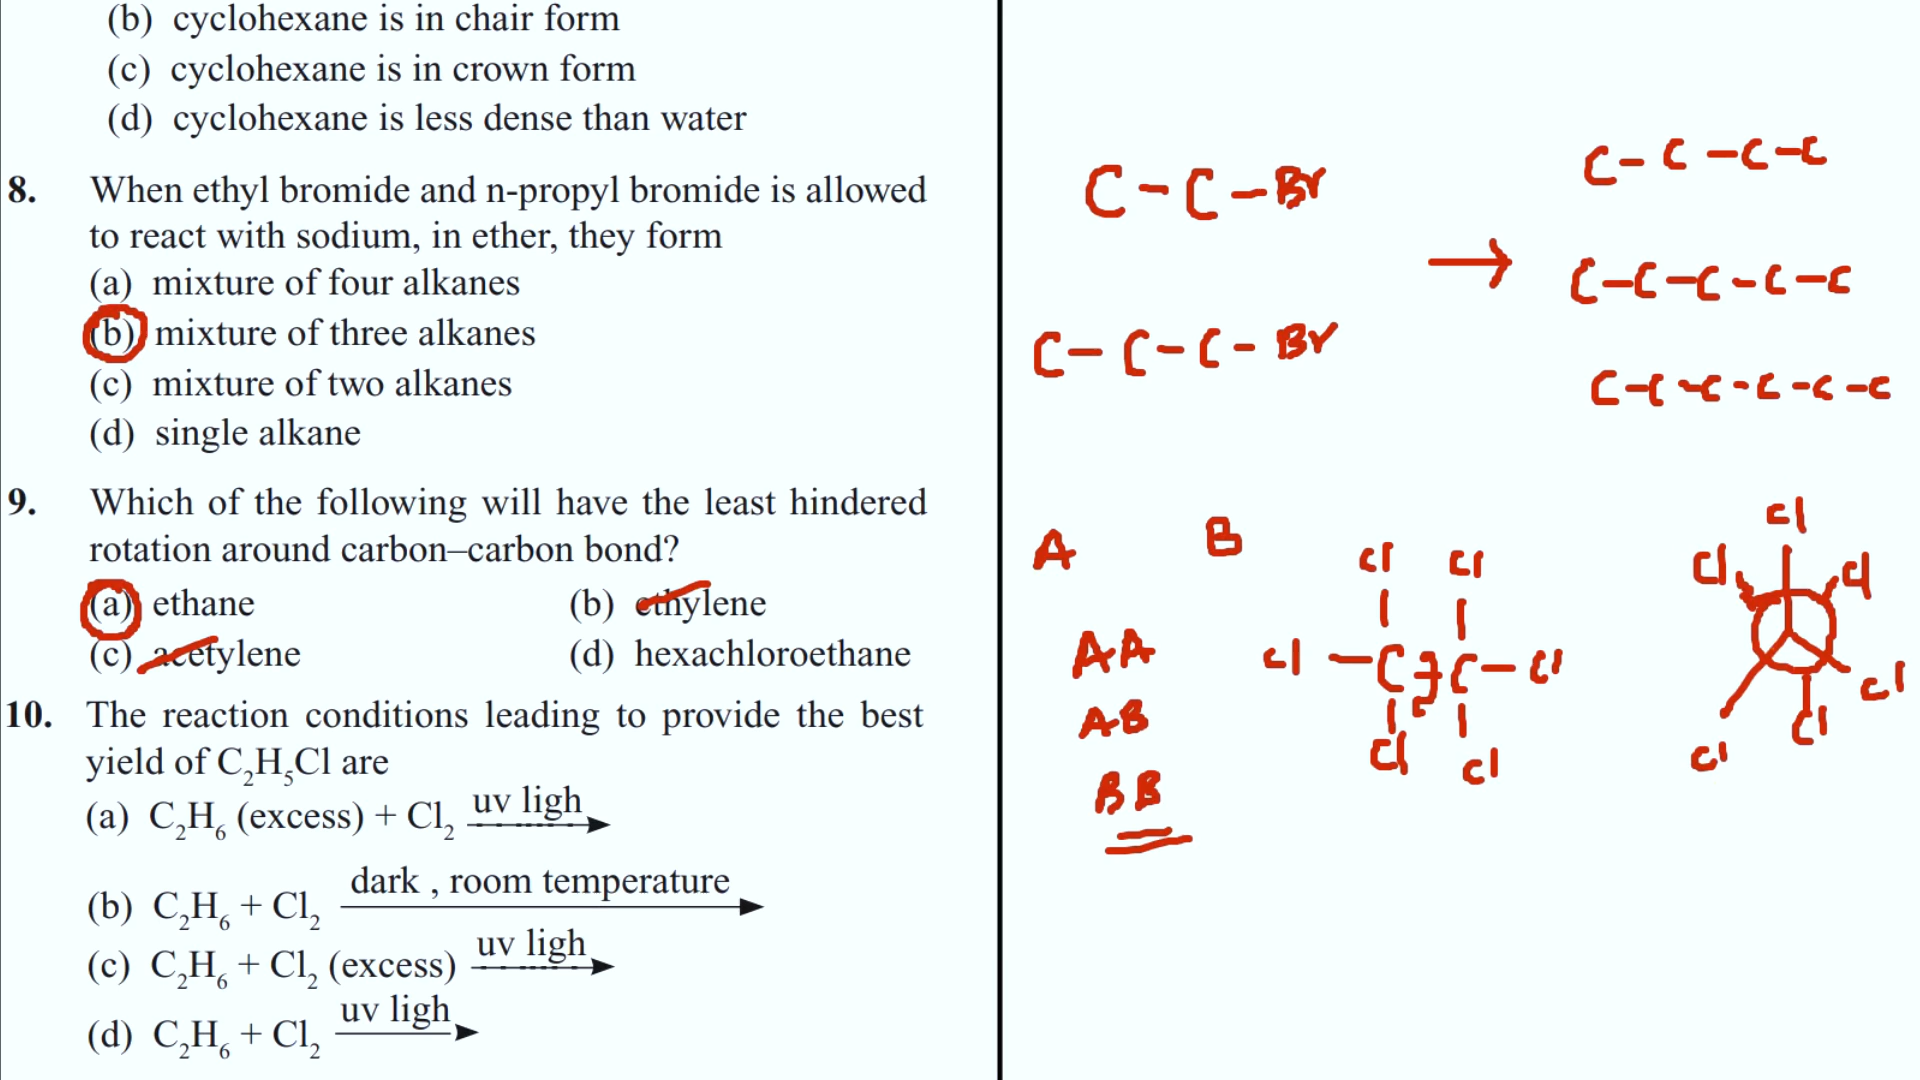 (b) cyclohexane is in chair form
(c) cyclohexane is in crown form
(d) cyclohexane is less dense than water
8. When ethyl bromide and n-propyl bromide is allowed
to react with sodium, in ether, they form
(a) mixture of four alkanes
(b) mixture of three alkanes
(c) mixture of two alkanes
(d) single alkane
9. Which of the following will have the least hindered
rotation around carbon–carbon bond?
(a) ethane (b) ethylene
(c) acetylene (d) hexachloroethane
10. The reaction conditions leading to provide the best
yield of C₂H₅Cl are
(a) C₂H₆ (excess) + Cl₂ uv ligh
(b) C₂H₆ + Cl₂ dark , room temperature
(c) C₂H₆ + Cl₂ (excess) uv ligh
(d) C₂H₆ + Cl₂ uv ligh
C-C-Br
C-C-C-Br
→
C-C-C-C
C-C-C-C-C
C-C-C-C-C-C
A B
AA
AB
BB
Cl Cl
Cl-C-C-Cl
Cl Cl
Cl
Cl Cl
Cl
Cl Cl